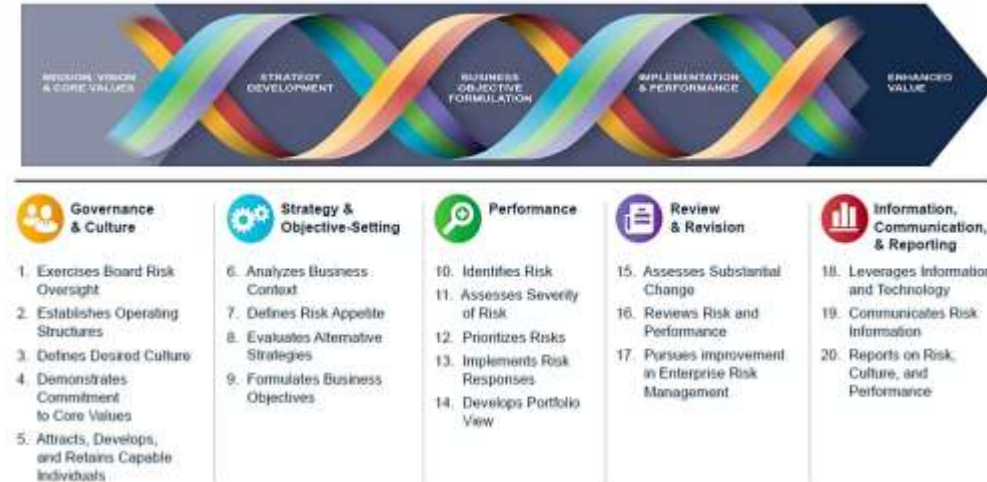 MISSION, VISION
& CORE VALUES
STRATEGY
DEVELOPMENT
BUSINESS
OBJECTIVE
FORMULATION
IMPLEMENTATION
& PERFORMANCE
ENHANCED
VALUE
Governance
& Culture
1. Exercises Board Risk
Oversight
2. Establishes Operating
Structures
3. Defines Desired Culture
4. Demonstrates
Commitment
to Core Values
5. Attracts, Develops,
and Retains Capable
Individuals
Strategy &
Objective-Setting
6. Analyzes Business
Context
7. Defines Risk Appetite
8. Evaluates Alternative
Strategies
9. Formulates Business
Objectives
Performance
10. Identifies Risk
11. Assesses Severity
of Risk
12. Prioritizes Risks
13. Implements Risk
Responses
14. Develops Portfolio
View
Review
& Revision
15. Assesses Substantial
Change
16. Reviews Risk and
Performance
17. Pursues improvement
in Enterprise Risk
Management
Information,
Communication,
& Reporting
18. Leverages Information
and Technology
19. Communicates Risk
Information
20. Reports on Risk,
Culture, and
Performance